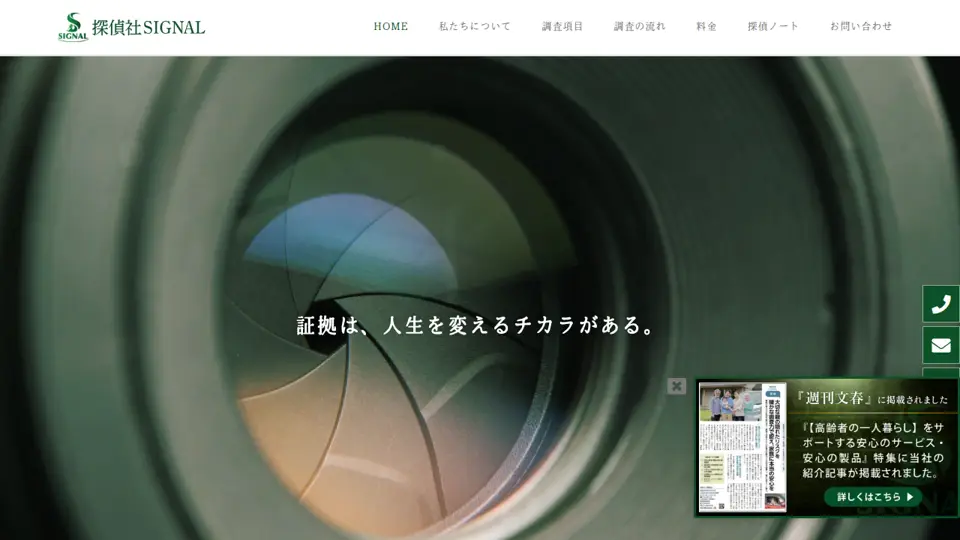 SIGNAL
探偵社SIGNAL
HOME
私たちについて
調査項目
調査の流れ
料金
探偵ノート
お問い合わせ
証拠は、人生を変えるチカラがある。
『週刊文春』に掲載されました
『【高齢者の一人暮らし】をサ
ポートする安心のサービス・
安心の製品』特集に当社の
紹介記事が掲載されました。
詳しくはこちら